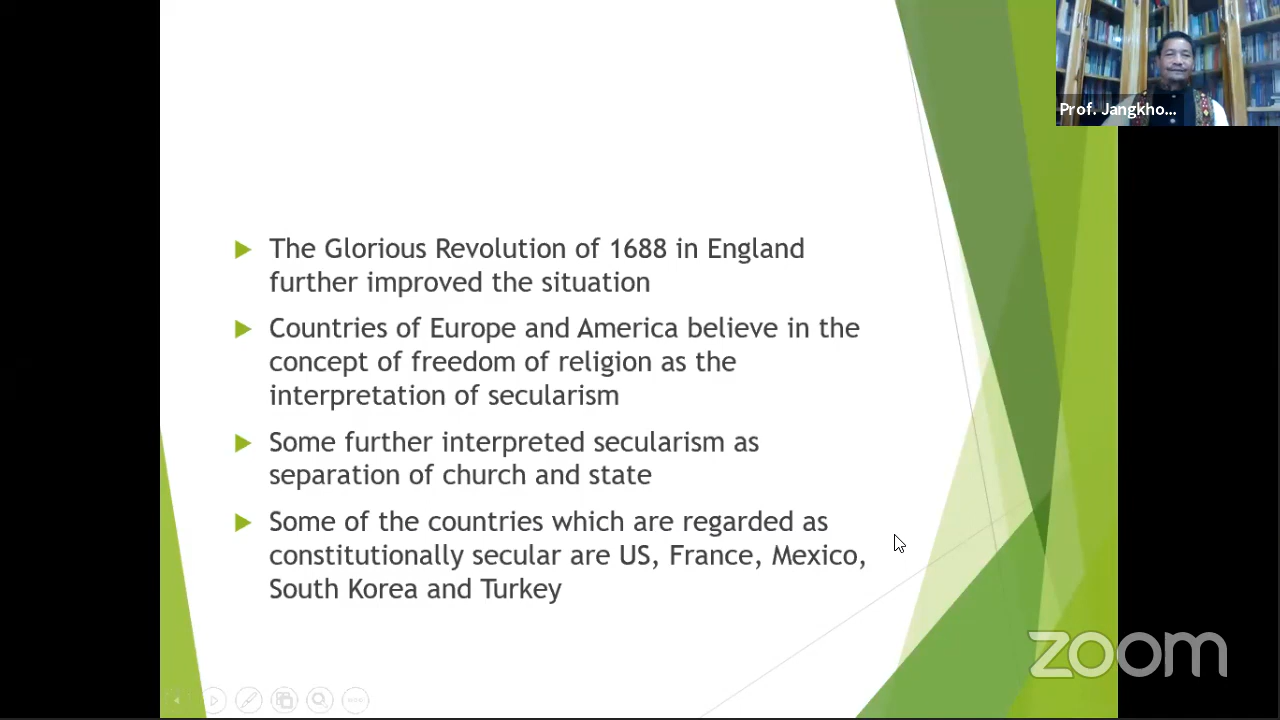 Prof. Jangkho...
The Glorious Revolution of 1688 in England
further improved the situation
Countries of Europe and America believe in the
concept of freedom of religion as the
interpretation of secularism
Some further interpreted secularism as
separation of church and state
Some of the countries which are regarded as
constitutionally secular are US, France, Mexico,
South Korea and Turkey
zoom